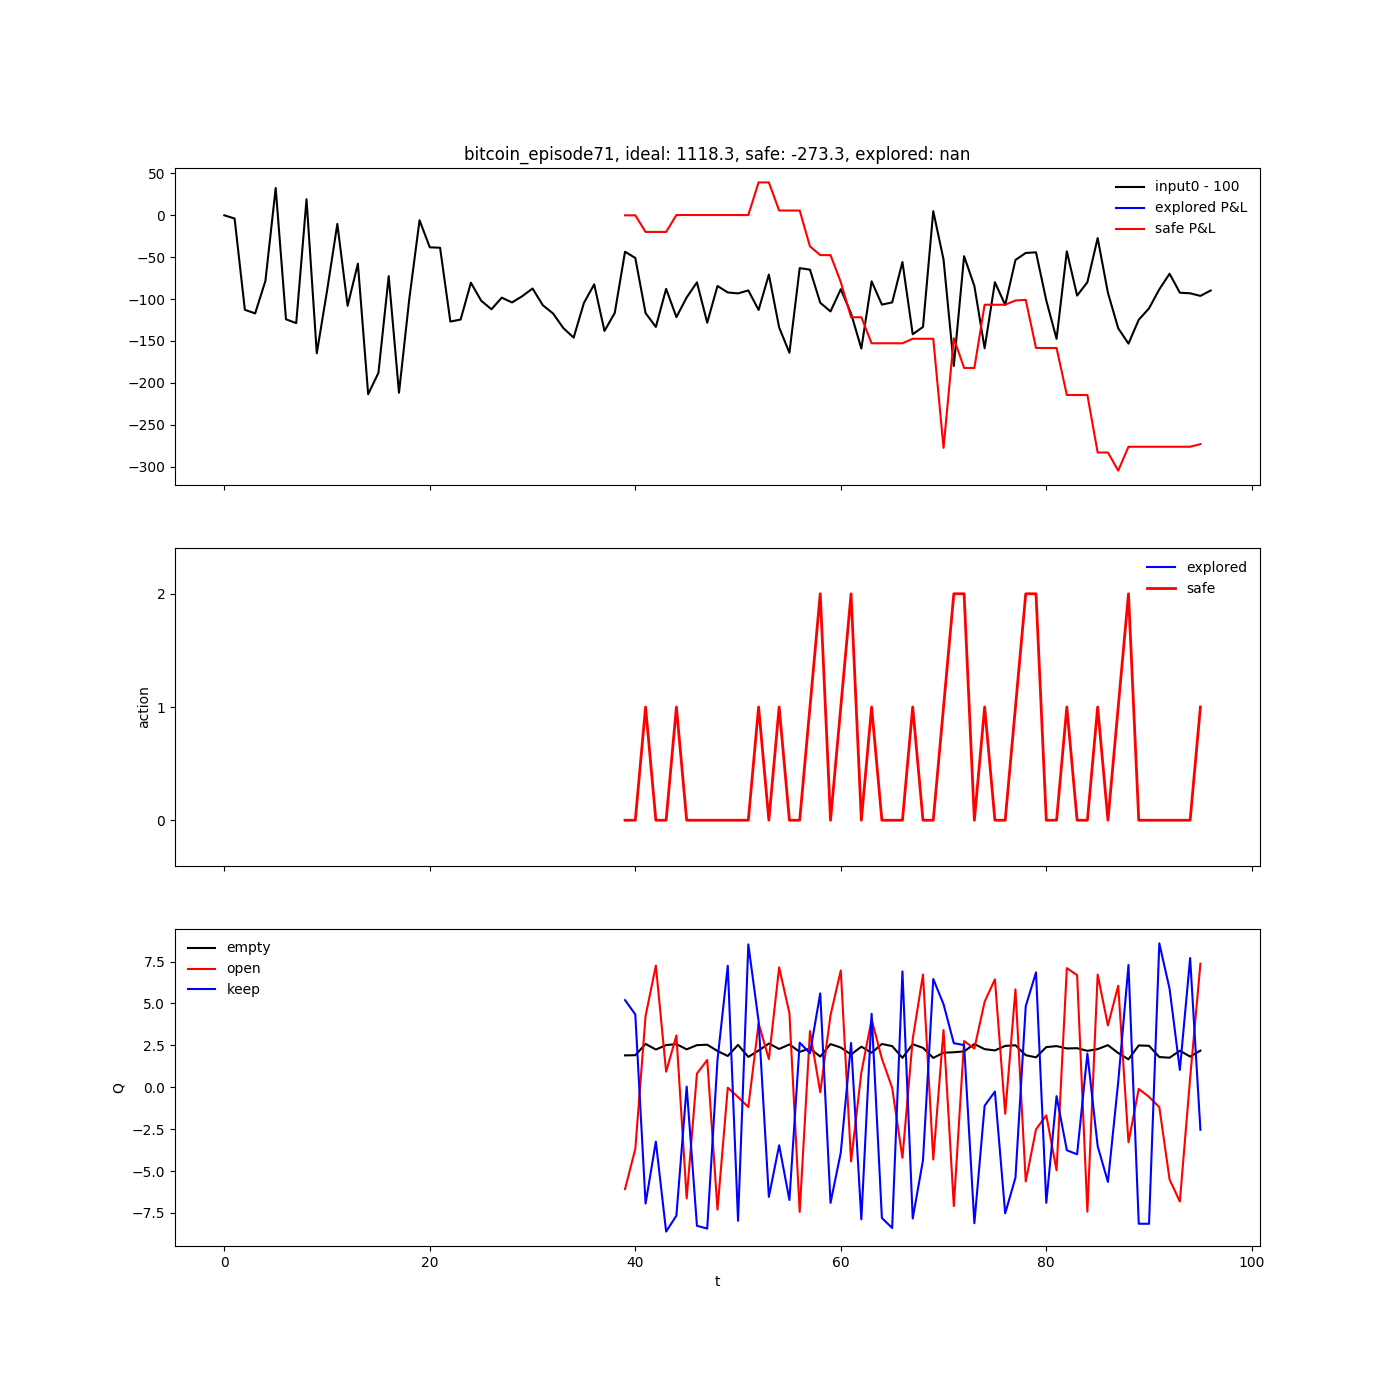 bitcoin_episode71, ideal: 1118.3, safe: -273.3, explored: nan
50
0
−50
−100
−150
−200
−250
−300
input0 - 100
explored P&L
safe P&L
action
2
1
0
explored
safe
Q
7.5
5.0
2.5
0.0
−2.5
−5.0
−7.5
empty
open
keep
0
20
40
60
80
100
t